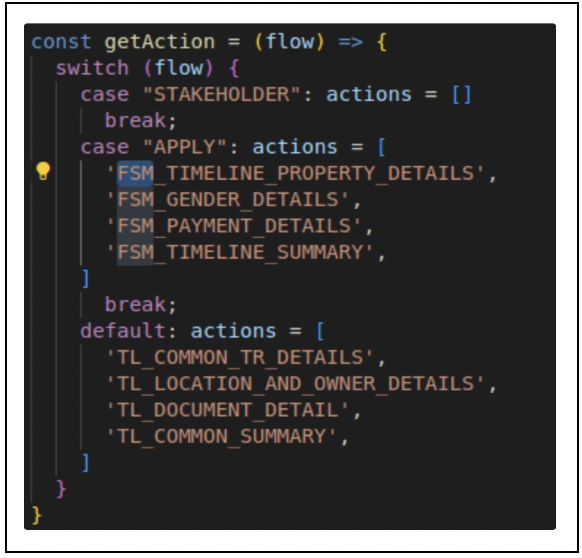 const getAction = (flow) => {
  switch (flow) {
    case "STAKEHOLDER": actions = []
      break;
    case "APPLY": actions = [
      'FSM_TIMELINE_PROPERTY_DETAILS',
      'FSM_GENDER_DETAILS',
      'FSM_PAYMENT_DETAILS',
      'FSM_TIMELINE_SUMMARY',
    ]
      break;
    default: actions = [
      'TL_COMMON_TR_DETAILS',
      'TL_LOCATION_AND_OWNER_DETAILS',
      'TL_DOCUMENT_DETAIL',
      'TL_COMMON_SUMMARY',
    ]
  }
}